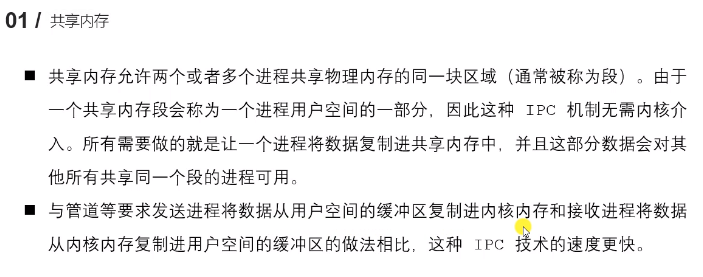 01 / 共享内存
■ 共享内存允许两个或者多个进程共享物理内存的同一块区域（通常被称为段）。由于
一个共享内存段会称为一个进程用户空间的一部分，因此这种 IPC 机制无需内核介
入。所有需要做的就是让一个进程将数据复制进共享内存中，并且这部分数据会对其
他所有共享同一个段的进程可用。
■ 与管道等要求发送进程将数据从用户空间的缓冲区复制进内核内存和接收进程将数据
从内核内存复制进用户空间的缓冲区的做法相比，这种 IPC 技术的速度更快。